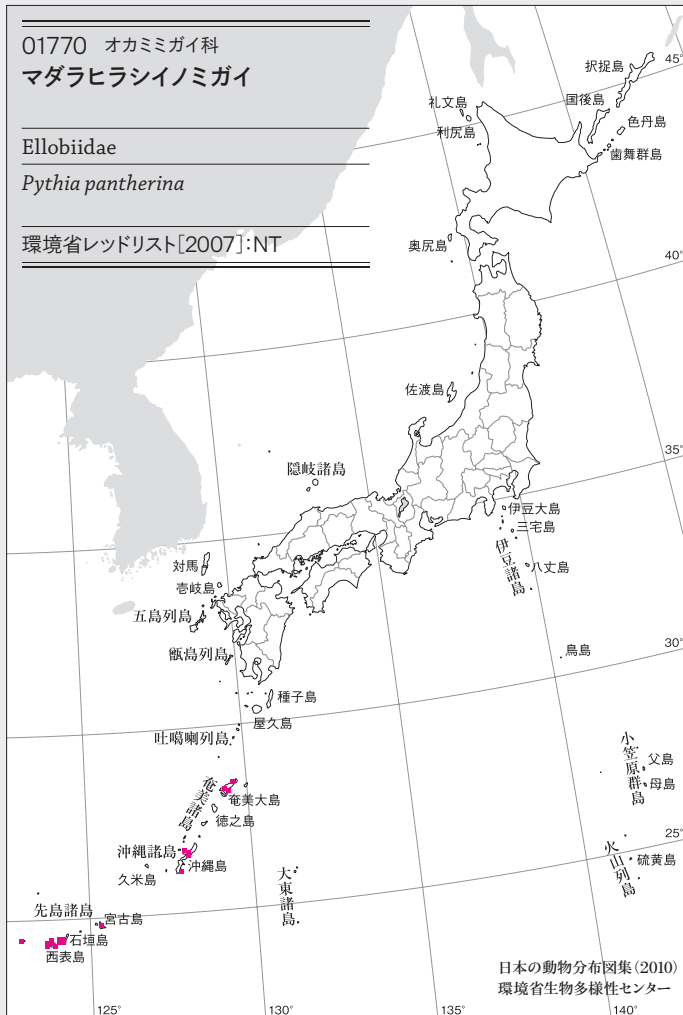 01770 オカミミガイ科
マダラヒラシイノミガイ
Ellobiidae
Pythia pantherina
環境省レッドリスト[2007]:NT
択捉島
国後島
色丹島
歯舞群島
礼文島
利尻島
奥尻島
佐渡島
隠岐諸島
伊豆大島
三宅島
伊豆諸島
八丈島
対馬
壱岐島
五島列島
甑島列島
鳥島
種子島
屋久島
吐噶喇列島
小笠原群島
父島
母島
奄美諸島
奄美大島
徳之島
沖縄諸島
沖縄島
久米島
大東諸島
火山列島
硫黄島
先島諸島
宮古島
石垣島
西表島
45°
40°
35°
30°
25°
125°
130°
135°
140°
日本の動物分布図集(2010)
環境省生物多様性センター